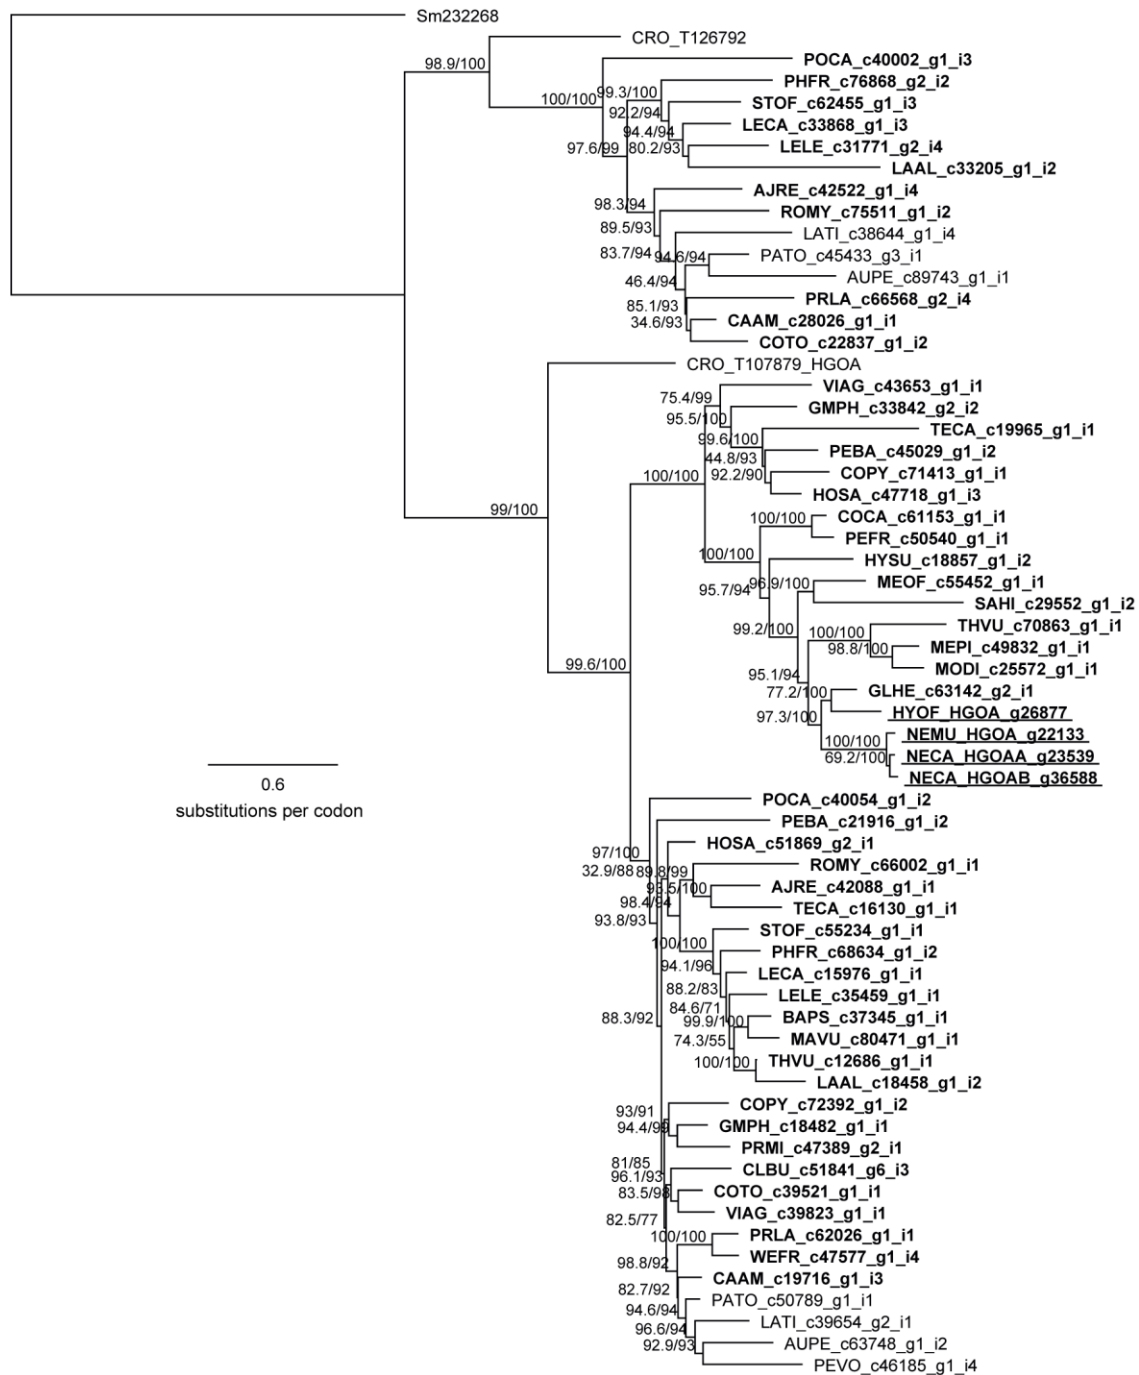 Sm232268
CRO_T126792
98.9/100
POCA_c40002_g1_i3
PHFR_c76868_g2_i2
99.3/100
100/100
STOF_c62455_g1_i3
92.2/94
LECA_c33868_g1_i3
94.4/94
LELE_c31771_g2_i4
97.6/99
80.2/93
LAAL_c33205_g1_i2
AJRE_c42522_g1_i4
98.3/94
ROMY_c75511_g1_i2
89.5/93
LATI_c38644_g1_i4
83.7/94
94.6/94
PATO_c45433_g3_i1
AUPE_c89743_g1_i1
46.4/94
PRLA_c66568_g2_i4
85.1/93
CAAM_c28026_g1_i1
34.6/93
COTO_c22837_g1_i2
CRO_T107879_HGOA
VIAG_c43653_g1_i1
75.4/99
GMPH_c33842_g2_i2
95.5/100
TECA_c19965_g1_i1
99.6/100
PEBA_c45029_g1_i2
44.8/93
COPY_c71413_g1_i1
92.2/90
100/100
HOSA_c47718_g1_i3
99/100
COCA_c61153_g1_i1
100/100
PEFR_c50540_g1_i1
100/100
HYSU_c18857_g1_i2
MEOF_c55452_g1_i1
95.7/94
96.9/100
SAHI_c29552_g1_i2
THVU_c70863_g1_i1
99.2/100
100/100
MEPI_c49832_g1_i1
98.8/100
MODI_c25572_g1_i1
99.6/100
95.1/94
GLHE_c63142_g2_i1
77.2/100
HYOF_HGOA_g26877
97.3/100
NEMU_HGOA_g22133
100/100
NECA_HGOAA_g23539
69.2/100
NECA_HGOAB_g36588
0.6
substitutions per codon
POCA_c40054_g1_i2
PEBA_c21916_g1_i2
HOSA_c51869_g2_i1
97/100
ROMY_c66002_g1_i1
32.9/88
89.8/99
AJRE_c42088_g1_i1
93.5/100
TECA_c16130_g1_i1
98.4/94
93.8/93
STOF_c55234_g1_i1
100/100
PHFR_c68634_g1_i2
94.1/96
LECA_c15976_g1_i1
88.2/83
LELE_c35459_g1_i1
84.6/71
BAPS_c37345_g1_i1
88.3/92
99.9/100
MAVU_c80471_g1_i1
74.3/55
THVU_c12686_g1_i1
100/100
LAAL_c18458_g1_i2
COPY_c72392_g1_i2
93/91
GMPH_c18482_g1_i1
94.4/99
PRMI_c47389_g2_i1
81/85
CLBU_c51841_g6_i3
96.1/93
COTO_c39521_g1_i1
83.5/98
VIAG_c39823_g1_i1
82.5/77
PRLA_c62026_g1_i1
100/100
WEFR_c47577_g1_i4
98.8/92
CAAM_c19716_g1_i3
82.7/92
PATO_c50789_g1_i1
94.6/94
LATI_c39654_g2_i1
96.6/94
AUPE_c63748_g1_i2
92.9/93
PEVO_c46185_g1_i4